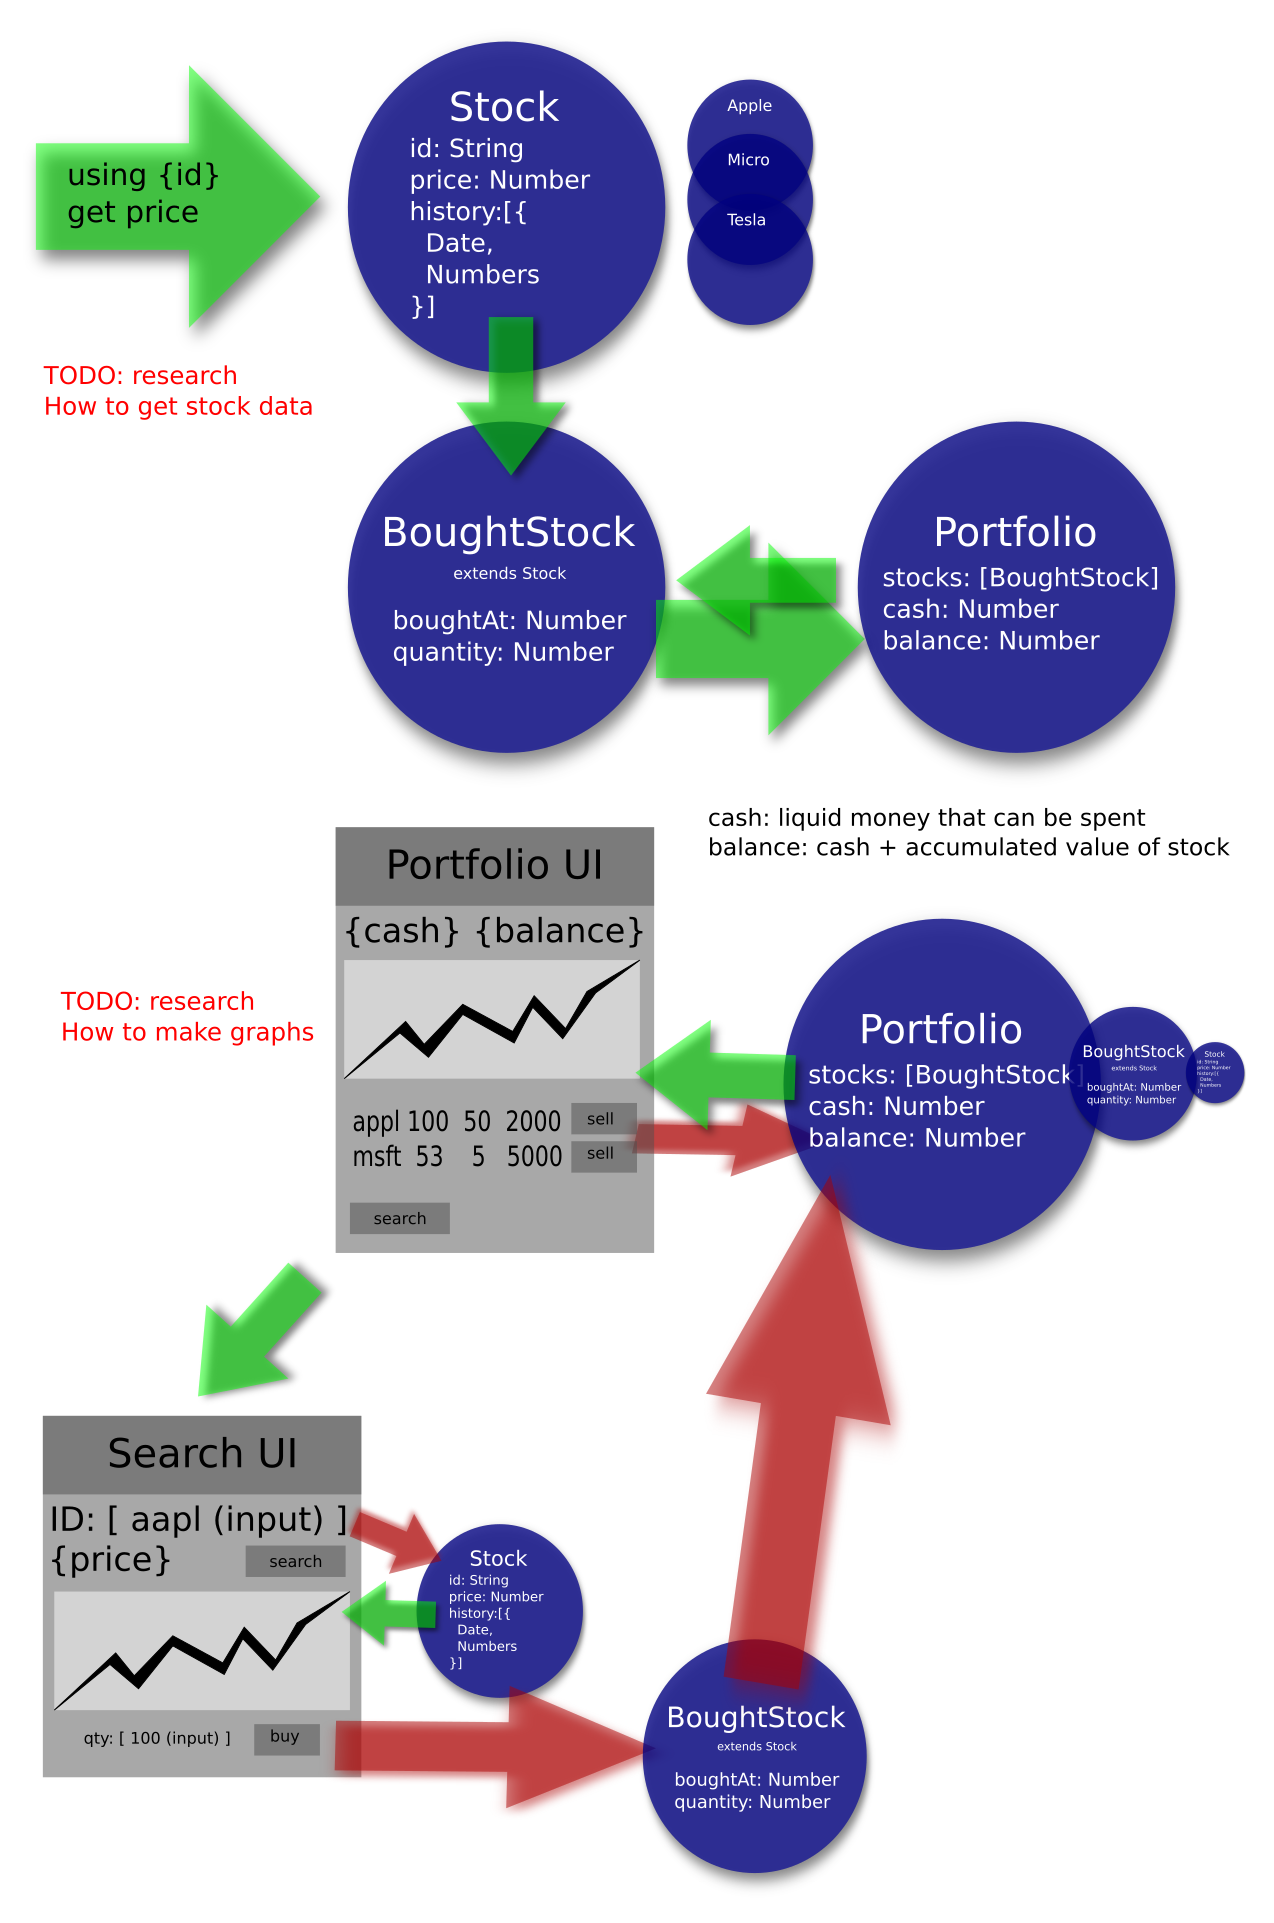 using {id}
get price
Stock
id: String
price: Number
history:[{
Date,
Numbers
}]
Apple
Micro
Tesla
TODO: research
How to get stock data
BoughtStock
extends Stock
boughtAt: Number
quantity: Number
Portfolio
stocks: [BoughtStock]
cash: Number
balance: Number
cash: liquid money that can be spent
balance: cash + accumulated value of stock
Portfolio UI
{cash} {balance}
TODO: research
How to make graphs
appl 100 50 2000 sell
msft 53 5 5000 sell
search
Portfolio
stocks: [BoughtStock]
cash: Number
balance: Number
BoughtStock
extends Stock
boughtAt: Number
quantity: Number
Stock
id: String
price: Number
history:[{
Date,
Numbers
}]
Search UI
ID: [ aapl (input) ]
{price} search
qty: [ 100 (input) ] buy
Stock
id: String
price: Number
history:[{
Date,
Numbers
}]
BoughtStock
extends Stock
boughtAt: Number
quantity: Number